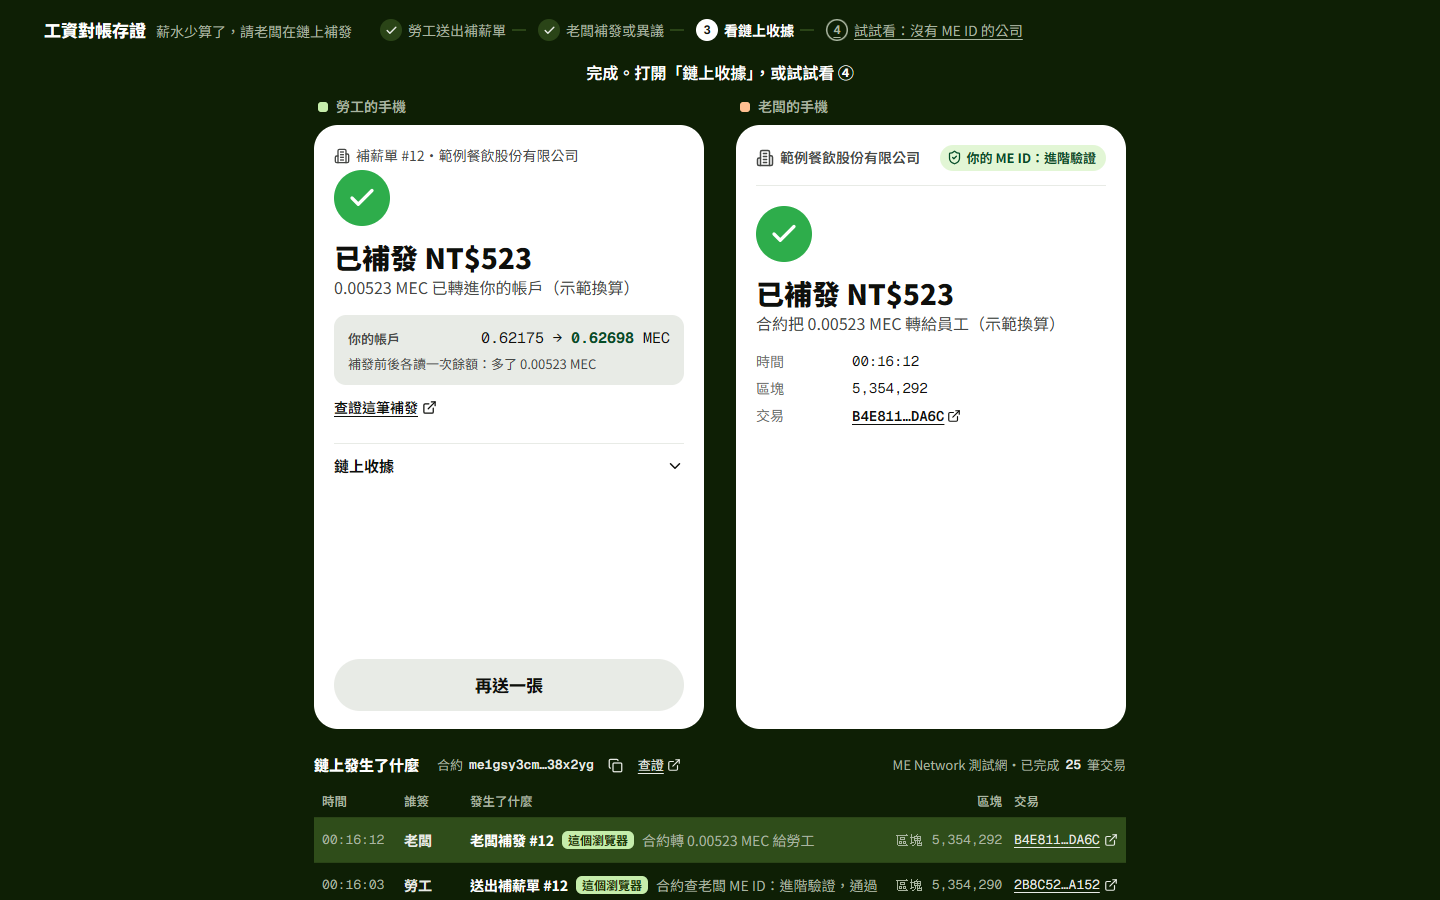 工資對帳存證 薪水少算了，請老闆在鏈上補發 勞工送出補薪單 老闆補發或異議 3 看鏈上收據 4 試試看：沒有 ME ID 的公司
完成。打開「鏈上收據」，或試試看 ④
勞工的手機
補薪單 #12・範例餐飲股份有限公司
已補發 NT$523
0.00523 MEC 已轉進你的帳戶（示範換算）
你的帳戶 0.62175 → 0.62698 MEC
補發前後各讀一次餘額：多了 0.00523 MEC
查證這筆補發
鏈上收據
再送一張
老闆的手機
範例餐飲股份有限公司 你的 ME ID：進階驗證
已補發 NT$523
合約把 0.00523 MEC 轉給員工（示範換算）
時間 00:16:12
區塊 5,354,292
交易 B4E811…DA6C
鏈上發生了什麼 合約 me1gsy3cm…38x2yg 查證 ME Network 測試網・已完成 25 筆交易
時間 誰簽 發生了什麼 區塊 交易
00:16:12 老闆 老闆補發 #12 這個瀏覽器 合約轉 0.00523 MEC 給勞工 區塊 5,354,292 B4E811…DA6C
00:16:03 勞工 送出補薪單 #12 這個瀏覽器 合約查老闆 ME ID：進階驗證，通過 區塊 5,354,290 2B8C52…A152